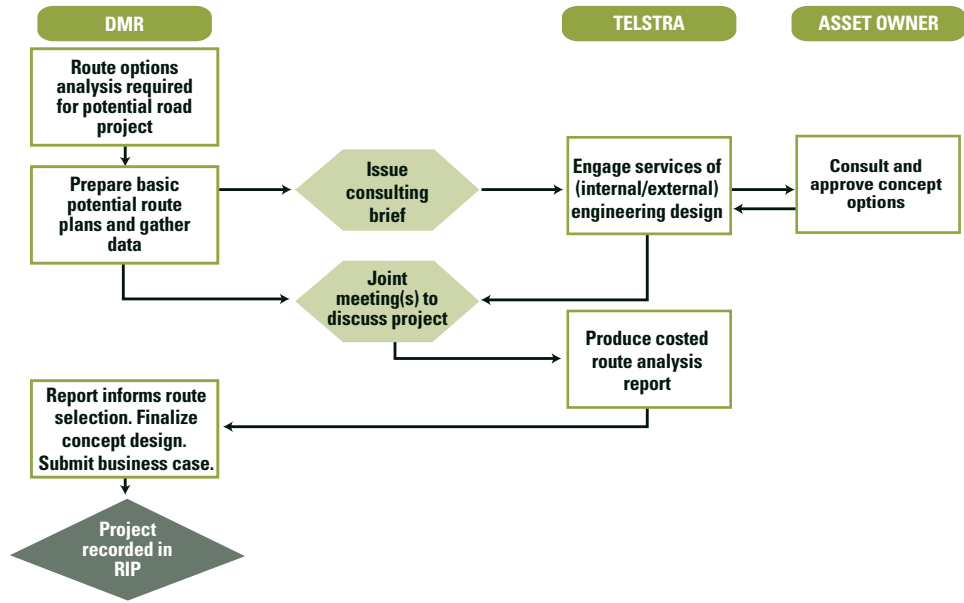 DMR
TELSTRA
ASSET OWNER
Route options
analysis required
for potential road
project
Prepare basic
potential route
plans and gather
data
Issue
consulting
brief
Engage services of
(internal/external)
engineering design
Consult and
approve concept
options
Joint
meeting(s) to
discuss project
Produce costed
route analysis
report
Report informs route
selection. Finalize
concept design.
Submit business case.
Project
recorded in
RIP